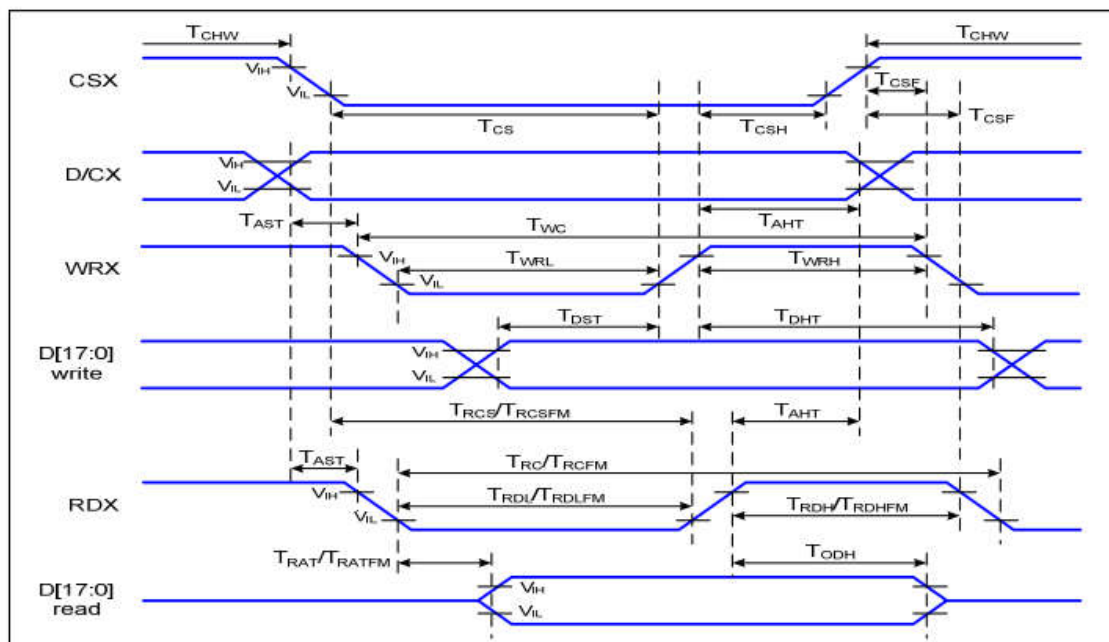 TCHW TCHW
CSX VIH VIL TCSF
TCS TCSH TCSF
D/CX VIH VIL
TAST TWC TAHT
WRX VIH VIL TWRL TWRH
TDST TDHT
D[17:0] write VIH VIL
TRCS/TRCSFM TAHT
TAST TRC/TRCFM
RDX VIH VIL TRDL/TRDLFM TRDH/TRDHFM
TRAT/TRATFM TODH
D[17:0] read VIH VIL